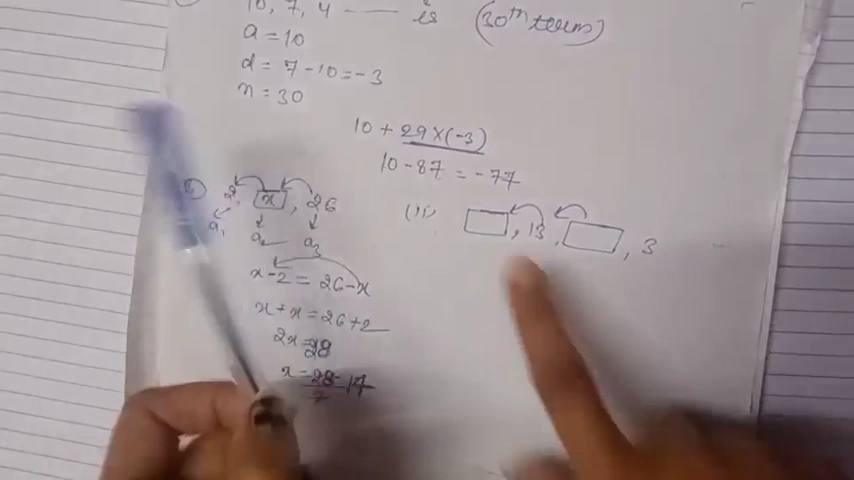 10, 7, 4 —— is (30th term)
a = 10
d = 7 - 10 = -3
n = 30
10 + 29 × (-3)
10 - 87 = -77
2, x, 26
a1 a2 a3
x - 2 = 26 - x
x + x = 26 + 2
2x = 28
x = 28/2 14
(ii) , 13, , 3